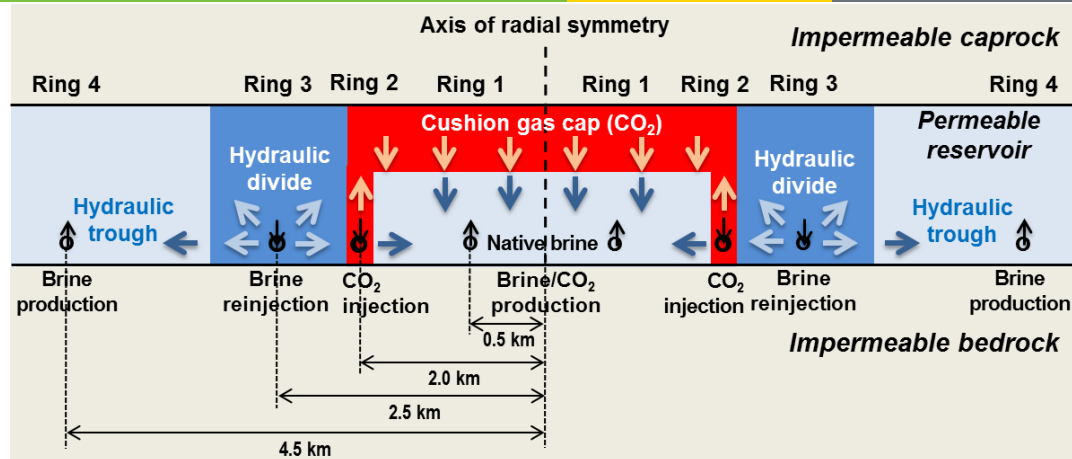 Axis of radial symmetry
Impermeable caprock
Ring 4
Ring 3
Ring 2
Ring 1
Ring 1
Ring 2
Ring 3
Ring 4
Cushion gas cap (CO₂)
Permeable
reservoir
Hydraulic
divide
Hydraulic
divide
Hydraulic
trough
Hydraulic
trough
Native brine
Brine
production
Brine
reinjection
CO₂
injection
Brine/CO₂
production
CO₂
injection
Brine
reinjection
Brine
production
0.5 km
Impermeable bedrock
2.0 km
2.5 km
4.5 km